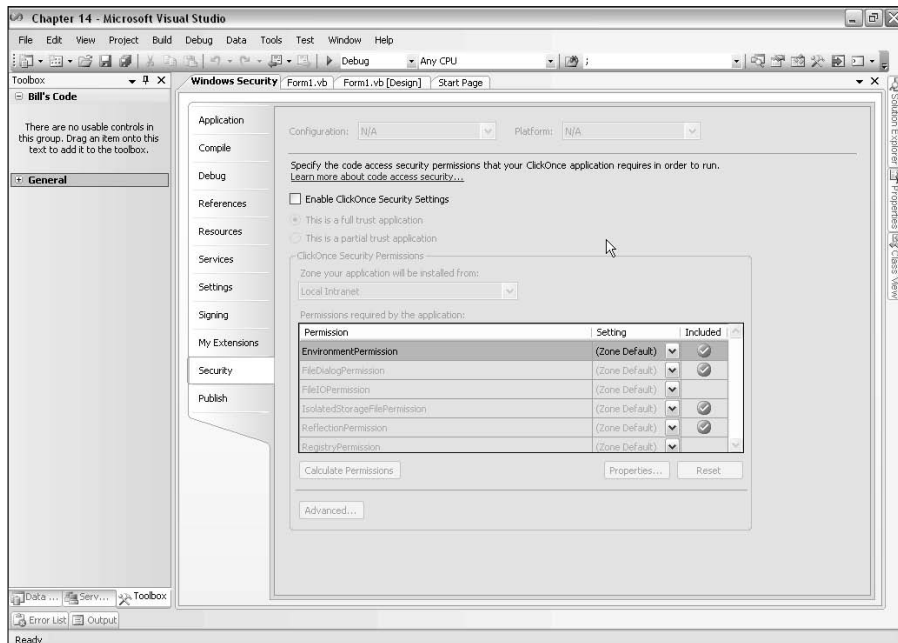 Chapter 14 - Microsoft Visual Studio
File Edit View Project Build Debug Data Tools Test Window Help
Debug Any CPU ;
Toolbox
Bill's Code
There are no usable controls in
this group. Drag an item onto this
text to add it to the toolbox.
General
Windows Security Form1.vb Form1.vb [Design] Start Page
Application
Compile
Debug
References
Resources
Services
Settings
Signing
My Extensions
Security
Publish
Configuration: N/A Platform: N/A
Specify the code access security permissions that your ClickOnce application requires in order to run.
Learn more about code access security...
Enable ClickOnce Security Settings
This is a full trust application
This is a partial trust application
ClickOnce Security Permissions
Zone your application will be installed from:
Local Intranet
Permissions required by the application:
Permission Setting Included
EnvironmentPermission (Zone Default)
FileDialogPermission (Zone Default)
FileIOPermission (Zone Default)
IsolatedStorageFilePermission (Zone Default)
ReflectionPermission (Zone Default)
RegistryPermission (Zone Default)
Calculate Permissions Properties... Reset
Advanced...
Solution Explorer
Properties
Class View
Data ... Serv... Toolbox
Error List Output
Ready